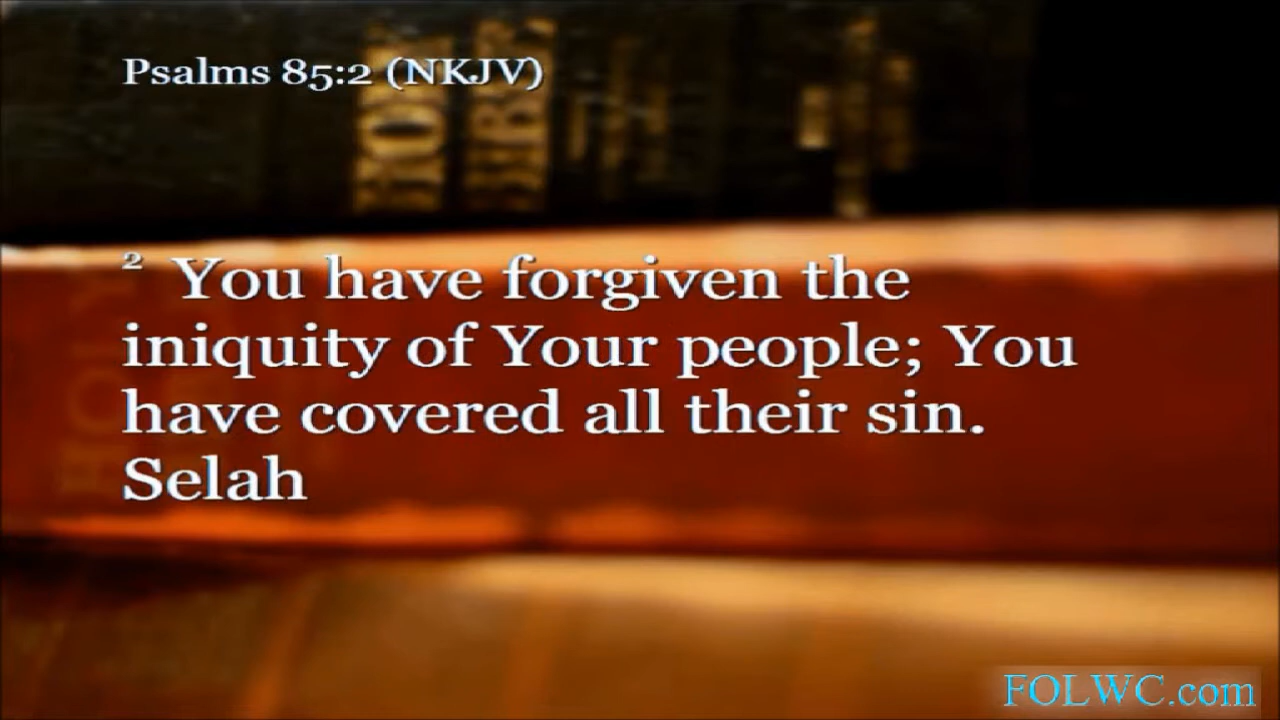 Psalms 85:2 (NKJV)
2 You have forgiven the
iniquity of Your people; You
have covered all their sin.
Selah
FOLWC.com